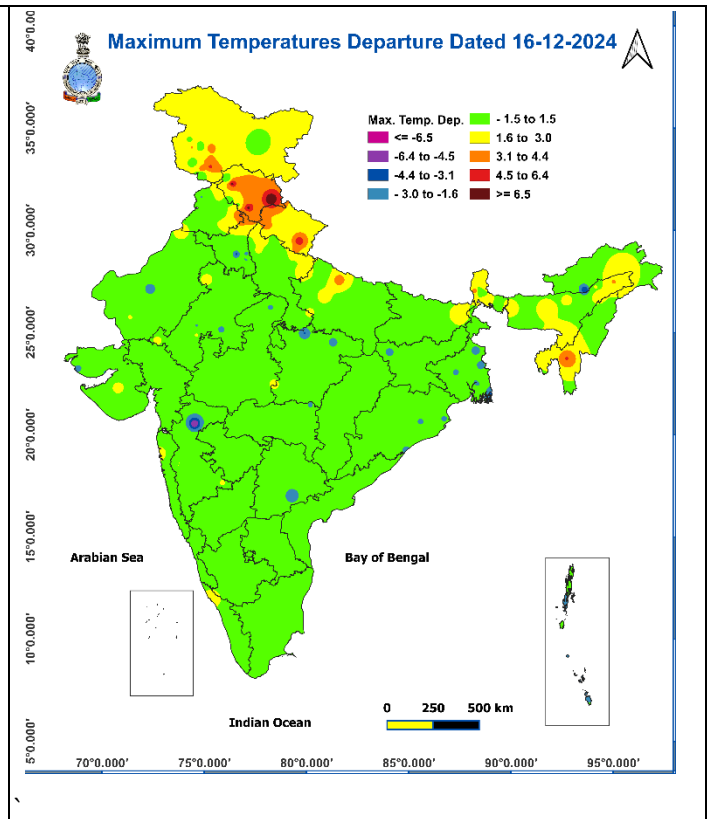 Maximum Temperatures Departure Dated 16-12-2024
Max. Temp. Dep.
<= -6.5
-6.4 to -4.5
-4.4 to -3.1
- 3.0 to -1.6
- 1.5 to 1.5
1.6 to 3.0
3.1 to 4.4
4.5 to 6.4
>= 6.5
40°0.000'
35°0.000'
30°0.000'
25°0.000'
20°0.000'
15°0.000'
10°0.000'
5°0.000'
Arabian Sea
Bay of Bengal
Indian Ocean
0 250 500 km
70°0.000' 75°0.000' 80°0.000' 85°0.000' 90°0.000' 95°0.000'
`